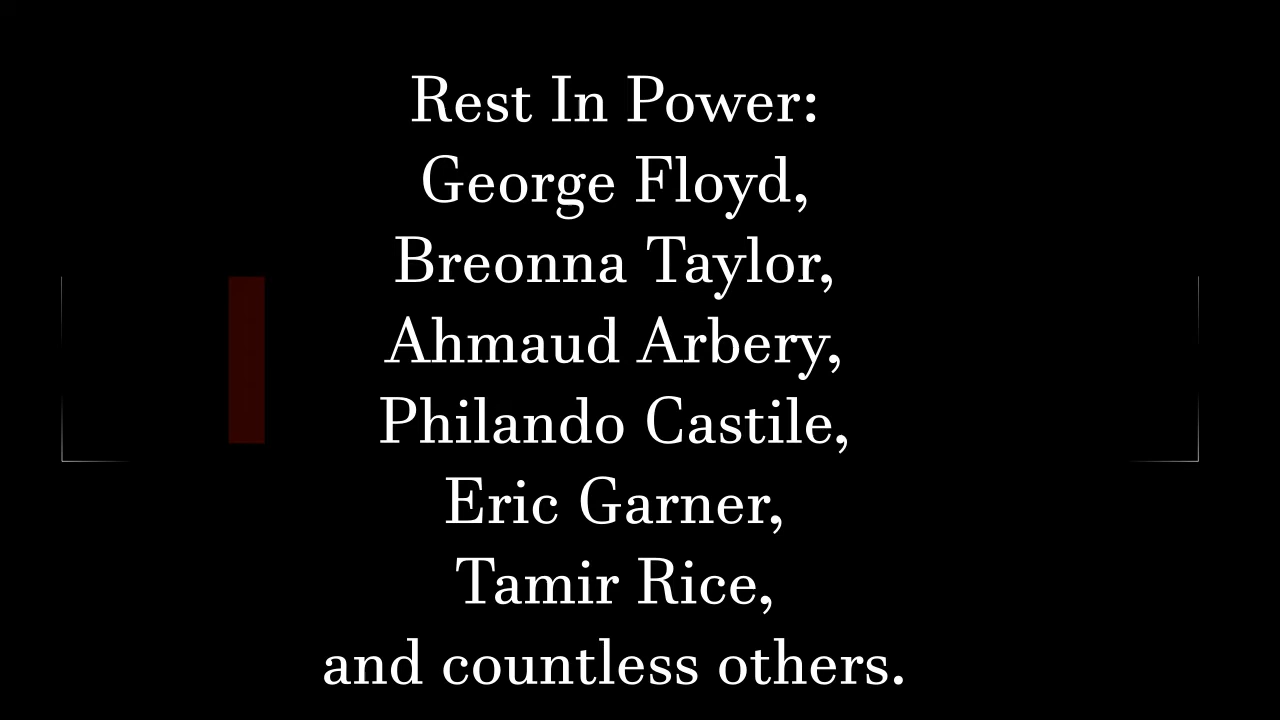 Rest In Power:
George Floyd,
Breonna Taylor,
Ahmaud Arbery,
Philando Castile,
Eric Garner,
Tamir Rice,
and countless others.